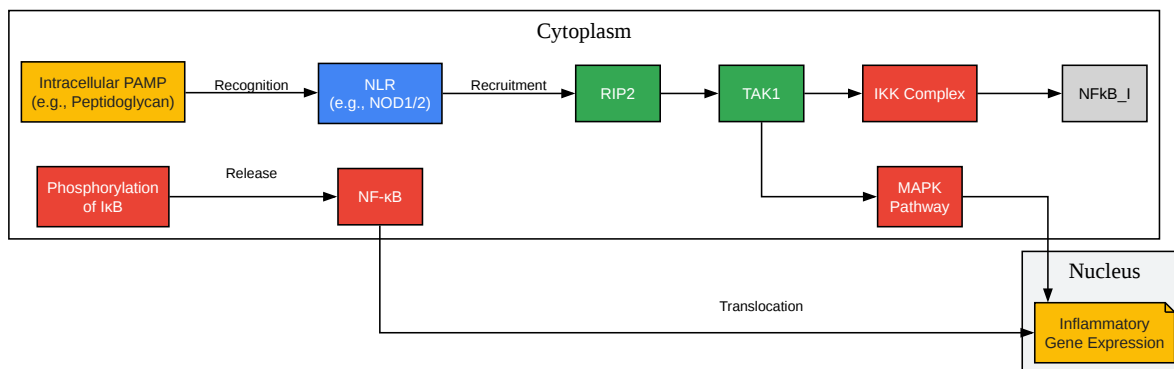 Cytoplasm
Intracellular PAMP
(e.g., Peptidoglycan)
Recognition
NLR
(e.g., NOD1/2)
Recruitment
RIP2
TAK1
IKK Complex
NFkB_I
Phosphorylation
of IκB
Release
NF-κB
MAPK
Pathway
Nucleus
Translocation
Inflammatory
Gene Expression